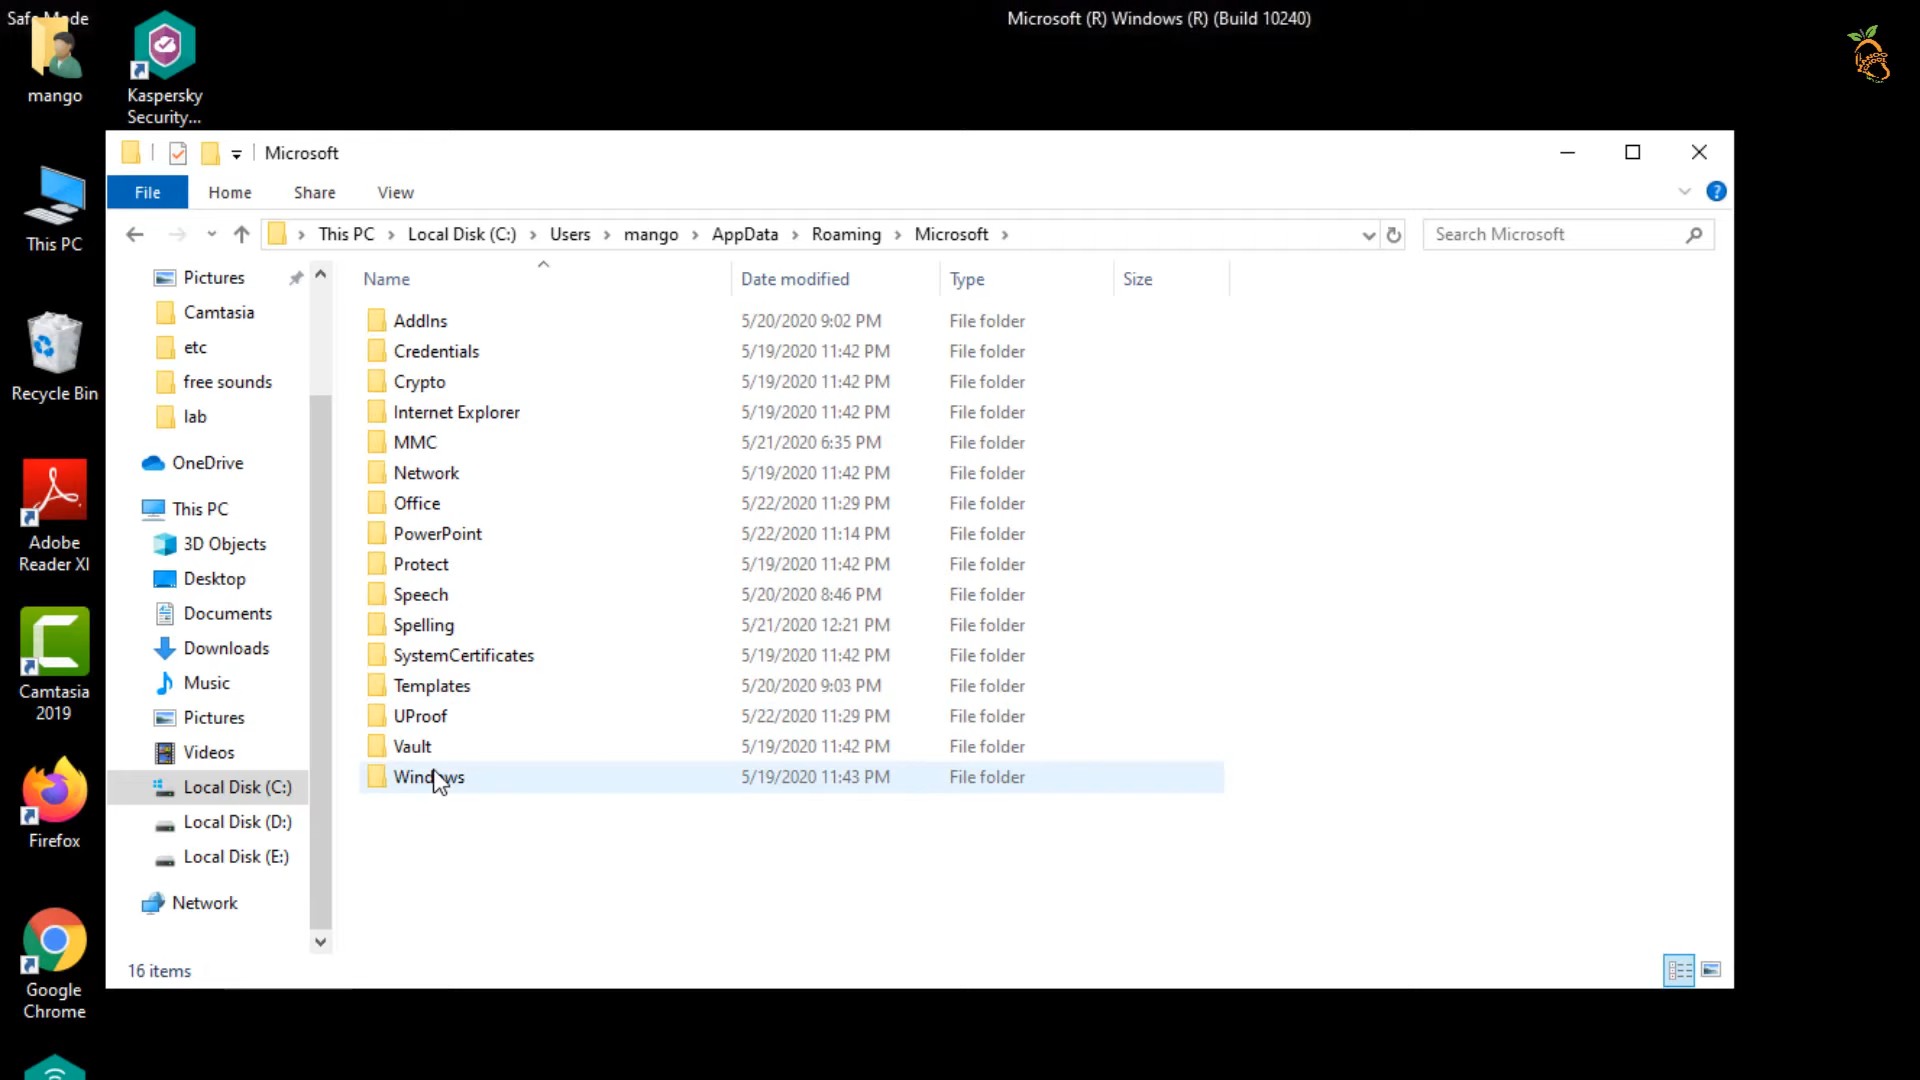 Safe Mode
Microsoft (R) Windows (R) (Build 10240)
mango
Kaspersky
Security...
This PC
Recycle Bin
Adobe
Reader XI
Camtasia
2019
Firefox
Google
Chrome
Microsoft
File
Home
Share
View
This PC
Local Disk (C:)
Users
mango
AppData
Roaming
Microsoft
Search Microsoft
Pictures
Camtasia
etc
free sounds
lab
OneDrive
This PC
3D Objects
Desktop
Documents
Downloads
Music
Pictures
Videos
Local Disk (C:)
Local Disk (D:)
Local Disk (E:)
Network
Name Date modified Type Size
AddIns 5/20/2020 9:02 PM File folder
Credentials 5/19/2020 11:42 PM File folder
Crypto 5/19/2020 11:42 PM File folder
Internet Explorer 5/19/2020 11:42 PM File folder
MMC 5/21/2020 6:35 PM File folder
Network 5/19/2020 11:42 PM File folder
Office 5/22/2020 11:29 PM File folder
PowerPoint 5/22/2020 11:14 PM File folder
Protect 5/19/2020 11:42 PM File folder
Speech 5/20/2020 8:46 PM File folder
Spelling 5/21/2020 12:21 PM File folder
SystemCertificates 5/19/2020 11:42 PM File folder
Templates 5/20/2020 9:03 PM File folder
UProof 5/22/2020 11:29 PM File folder
Vault 5/19/2020 11:42 PM File folder
Windows 5/19/2020 11:43 PM File folder
16 items